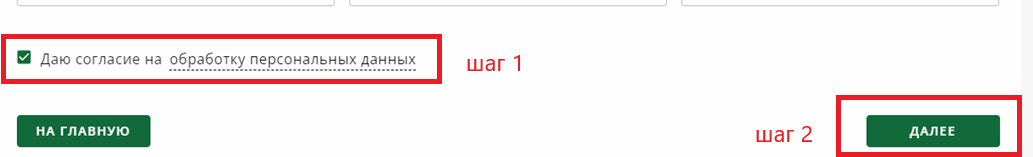 Даю согласие на обработку персональных данных шаг 1
НА ГЛАВНУЮ шаг 2 ДАЛЕЕ